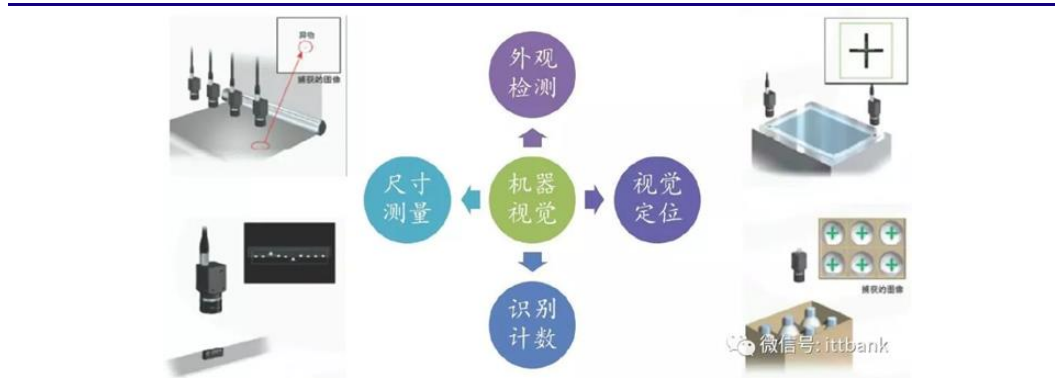 异物
捕获的图像
外观
检测
尺寸
测量
机器
视觉
视觉
定位
识别
计数
捕获的图像
微信号: ittbank